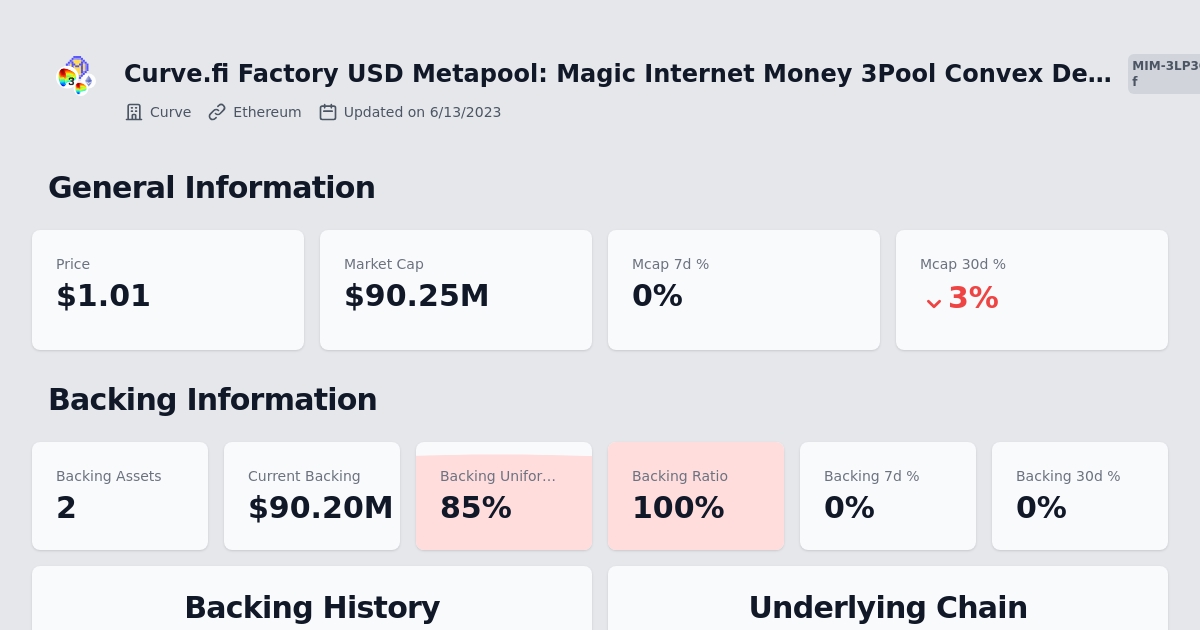 Curve.fi Factory USD Metapool: Magic Internet Money 3Pool Convex De...
MIM-3LP3
f
Curve
Ethereum
Updated on 6/13/2023
General Information
Price
$1.01
Market Cap
$90.25M
Mcap 7d %
0%
Mcap 30d %
3%
Backing Information
Backing Assets
2
Current Backing
$90.20M
Backing Unifor...
85%
Backing Ratio
100%
Backing 7d %
0%
Backing 30d %
0%
Backing History
Underlying Chain